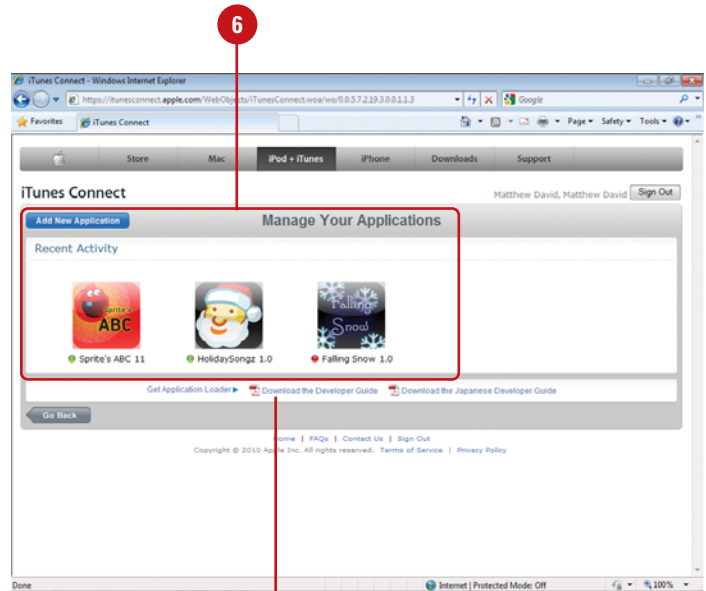 6
iTunes Connect - Windows Internet Explorer
https://itunesconnect.apple.com/WebObjects/iTunesConnect.woa/wo/0.0.5.7.2.19.3.0.0.1.1.3
Google
Favorites iTunes Connect Page Safety Tools
Store Mac iPod + iTunes iPhone Downloads Support
iTunes Connect Matthew David, Matthew David Sign Out
Add New Application Manage Your Applications
Recent Activity
Sprite's ABC
Falling Snow
Sprite's ABC 11 HolidaySongz 1.0 Falling Snow 1.0
Get Application Loader Download the Developer Guide Download the Japanese Developer Guide
Go Back
Home | FAQs | Contact Us | Sign Out
Copyright © 2010 Apple Inc. All rights reserved. Terms of Service | Privacy Policy
Done Internet | Protected Mode: Off 100%